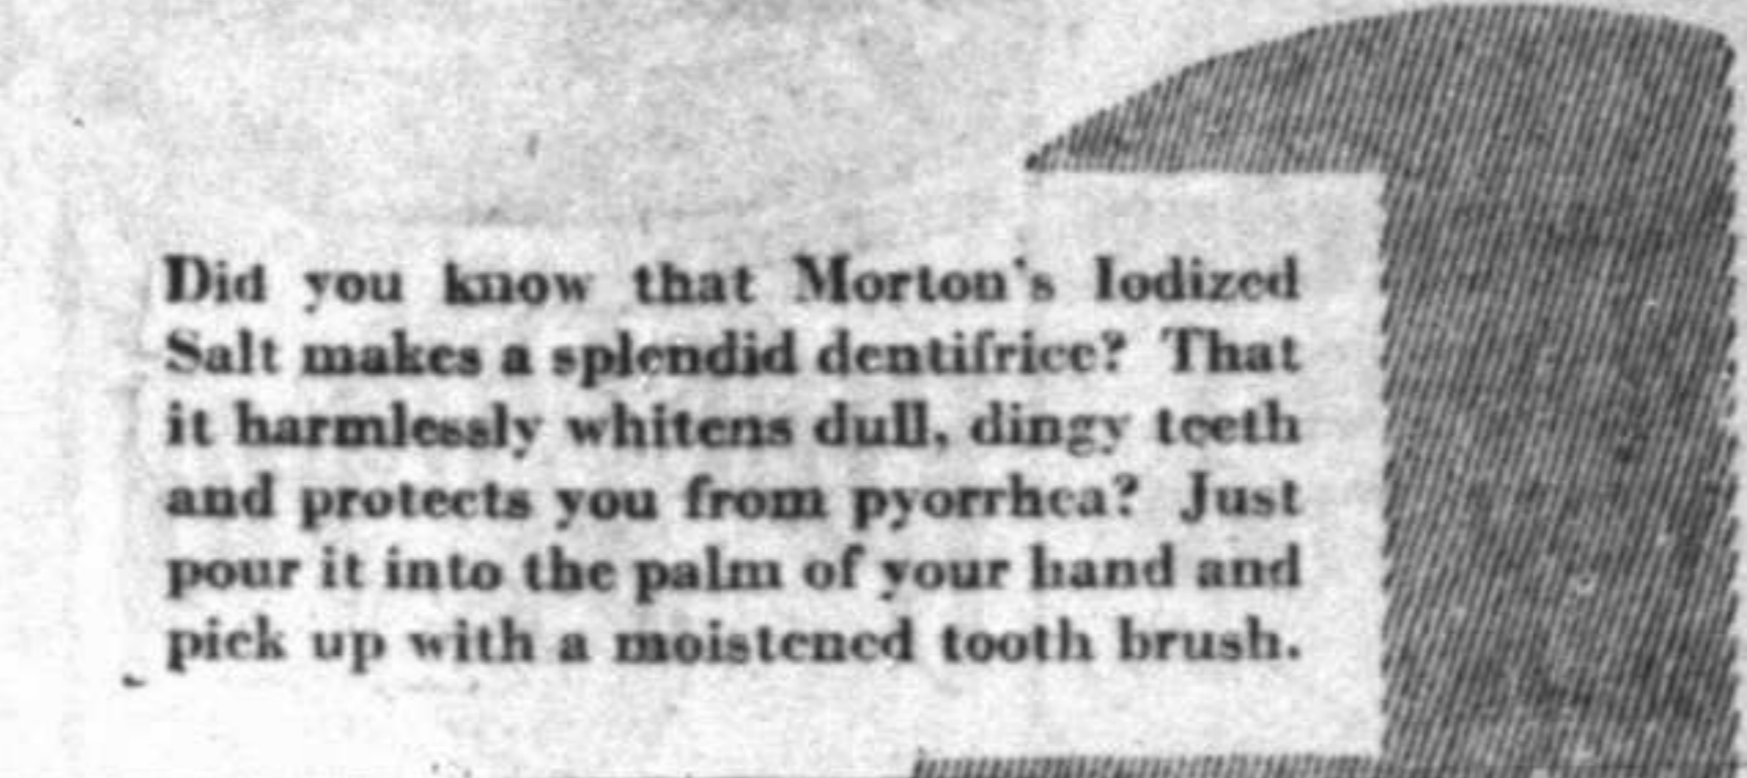 Did you know that Morton's Iodized
Salt makes a splendid dentifrice? That
it harmlessly whitens dull, dingy teeth
and protects you from pyorrhea? Just
pour it into the palm of your hand and
pick up with a moistened tooth brush.